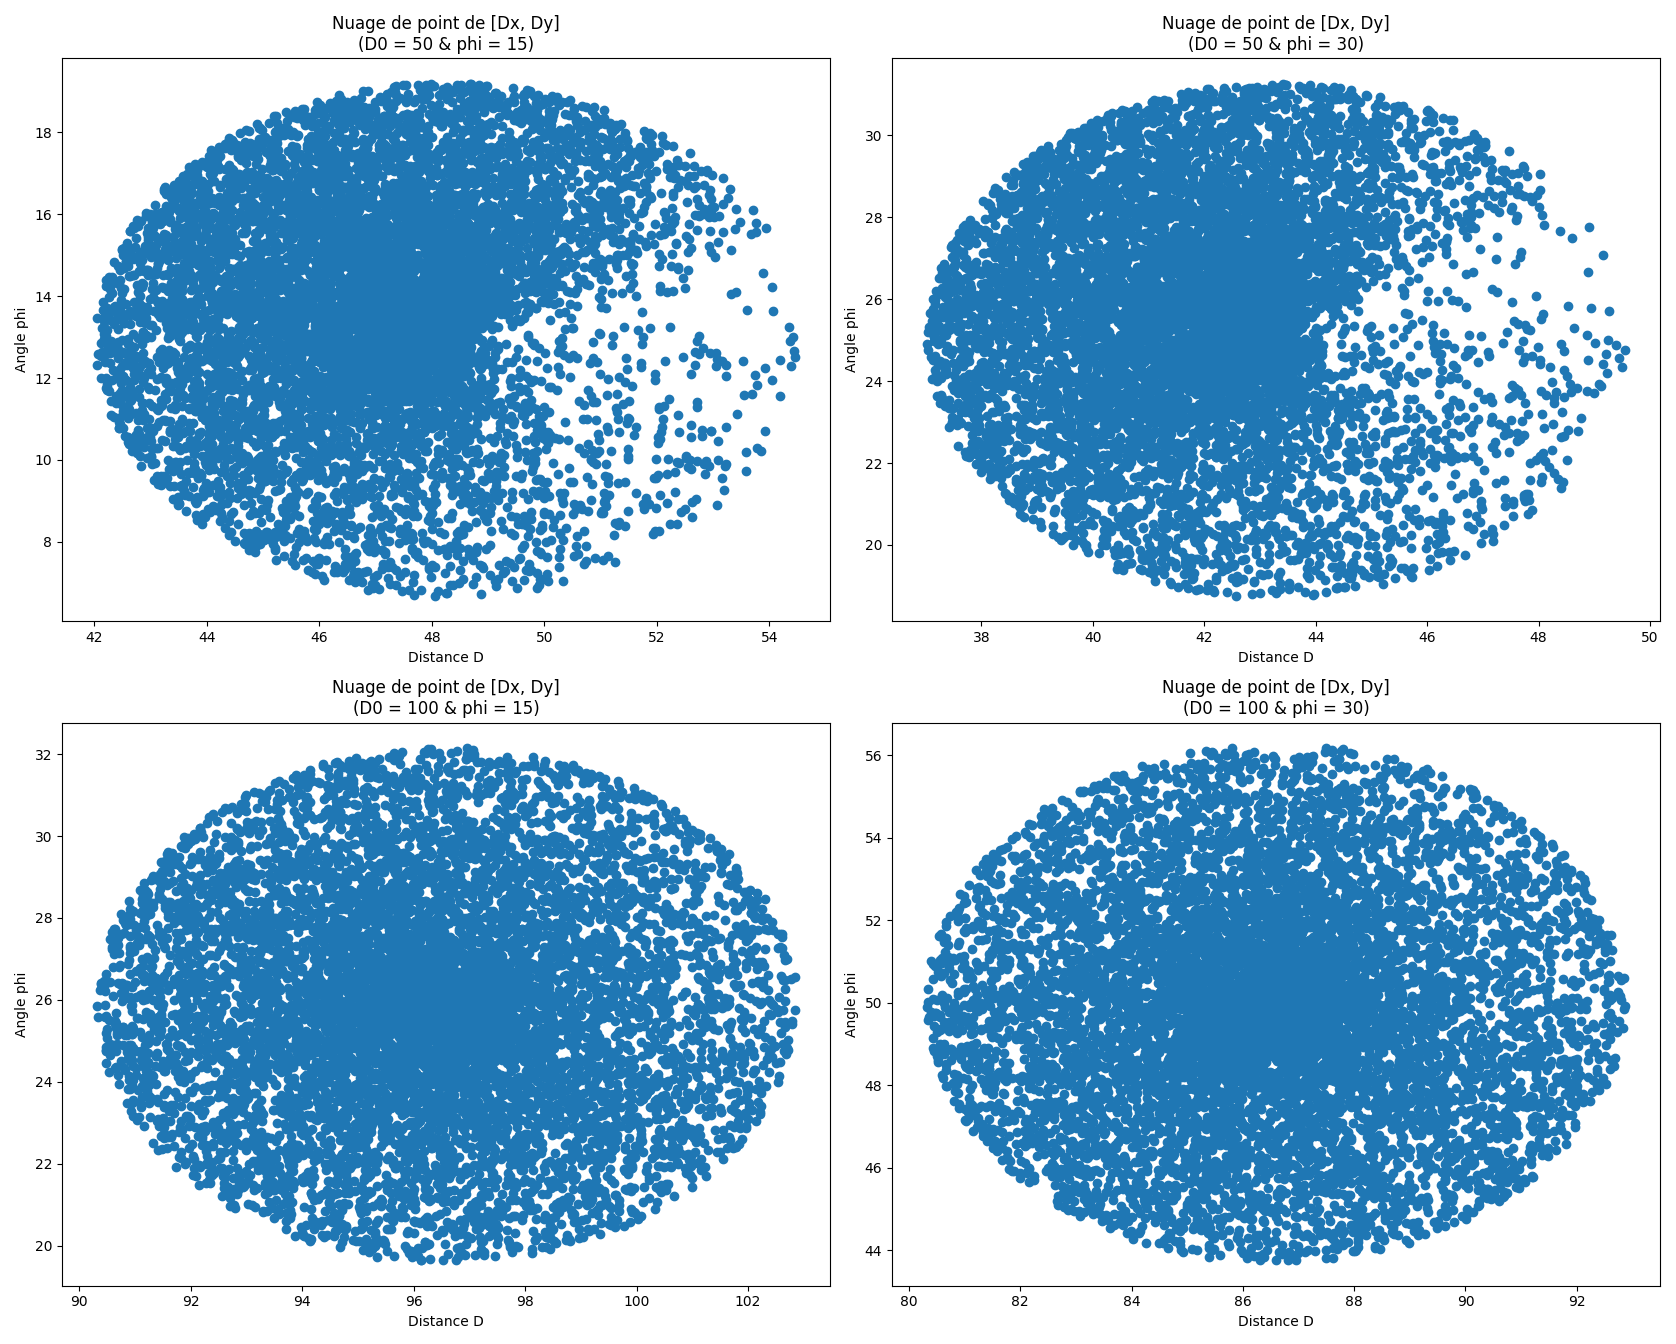 Nuage de point de [Dx, Dy]
(D0 = 50 & phi = 15)
Angle phi
18
16
14
12
10
8
42 44 46 48 50 52 54
Distance D
Nuage de point de [Dx, Dy]
(D0 = 50 & phi = 30)
Angle phi
30
28
26
24
22
20
38 40 42 44 46 48 50
Distance D
Nuage de point de [Dx, Dy]
(D0 = 100 & phi = 15)
Angle phi
32
30
28
26
24
22
20
90 92 94 96 98 100 102
Distance D
Nuage de point de [Dx, Dy]
(D0 = 100 & phi = 30)
Angle phi
56
54
52
50
48
46
44
80 82 84 86 88 90 92
Distance D